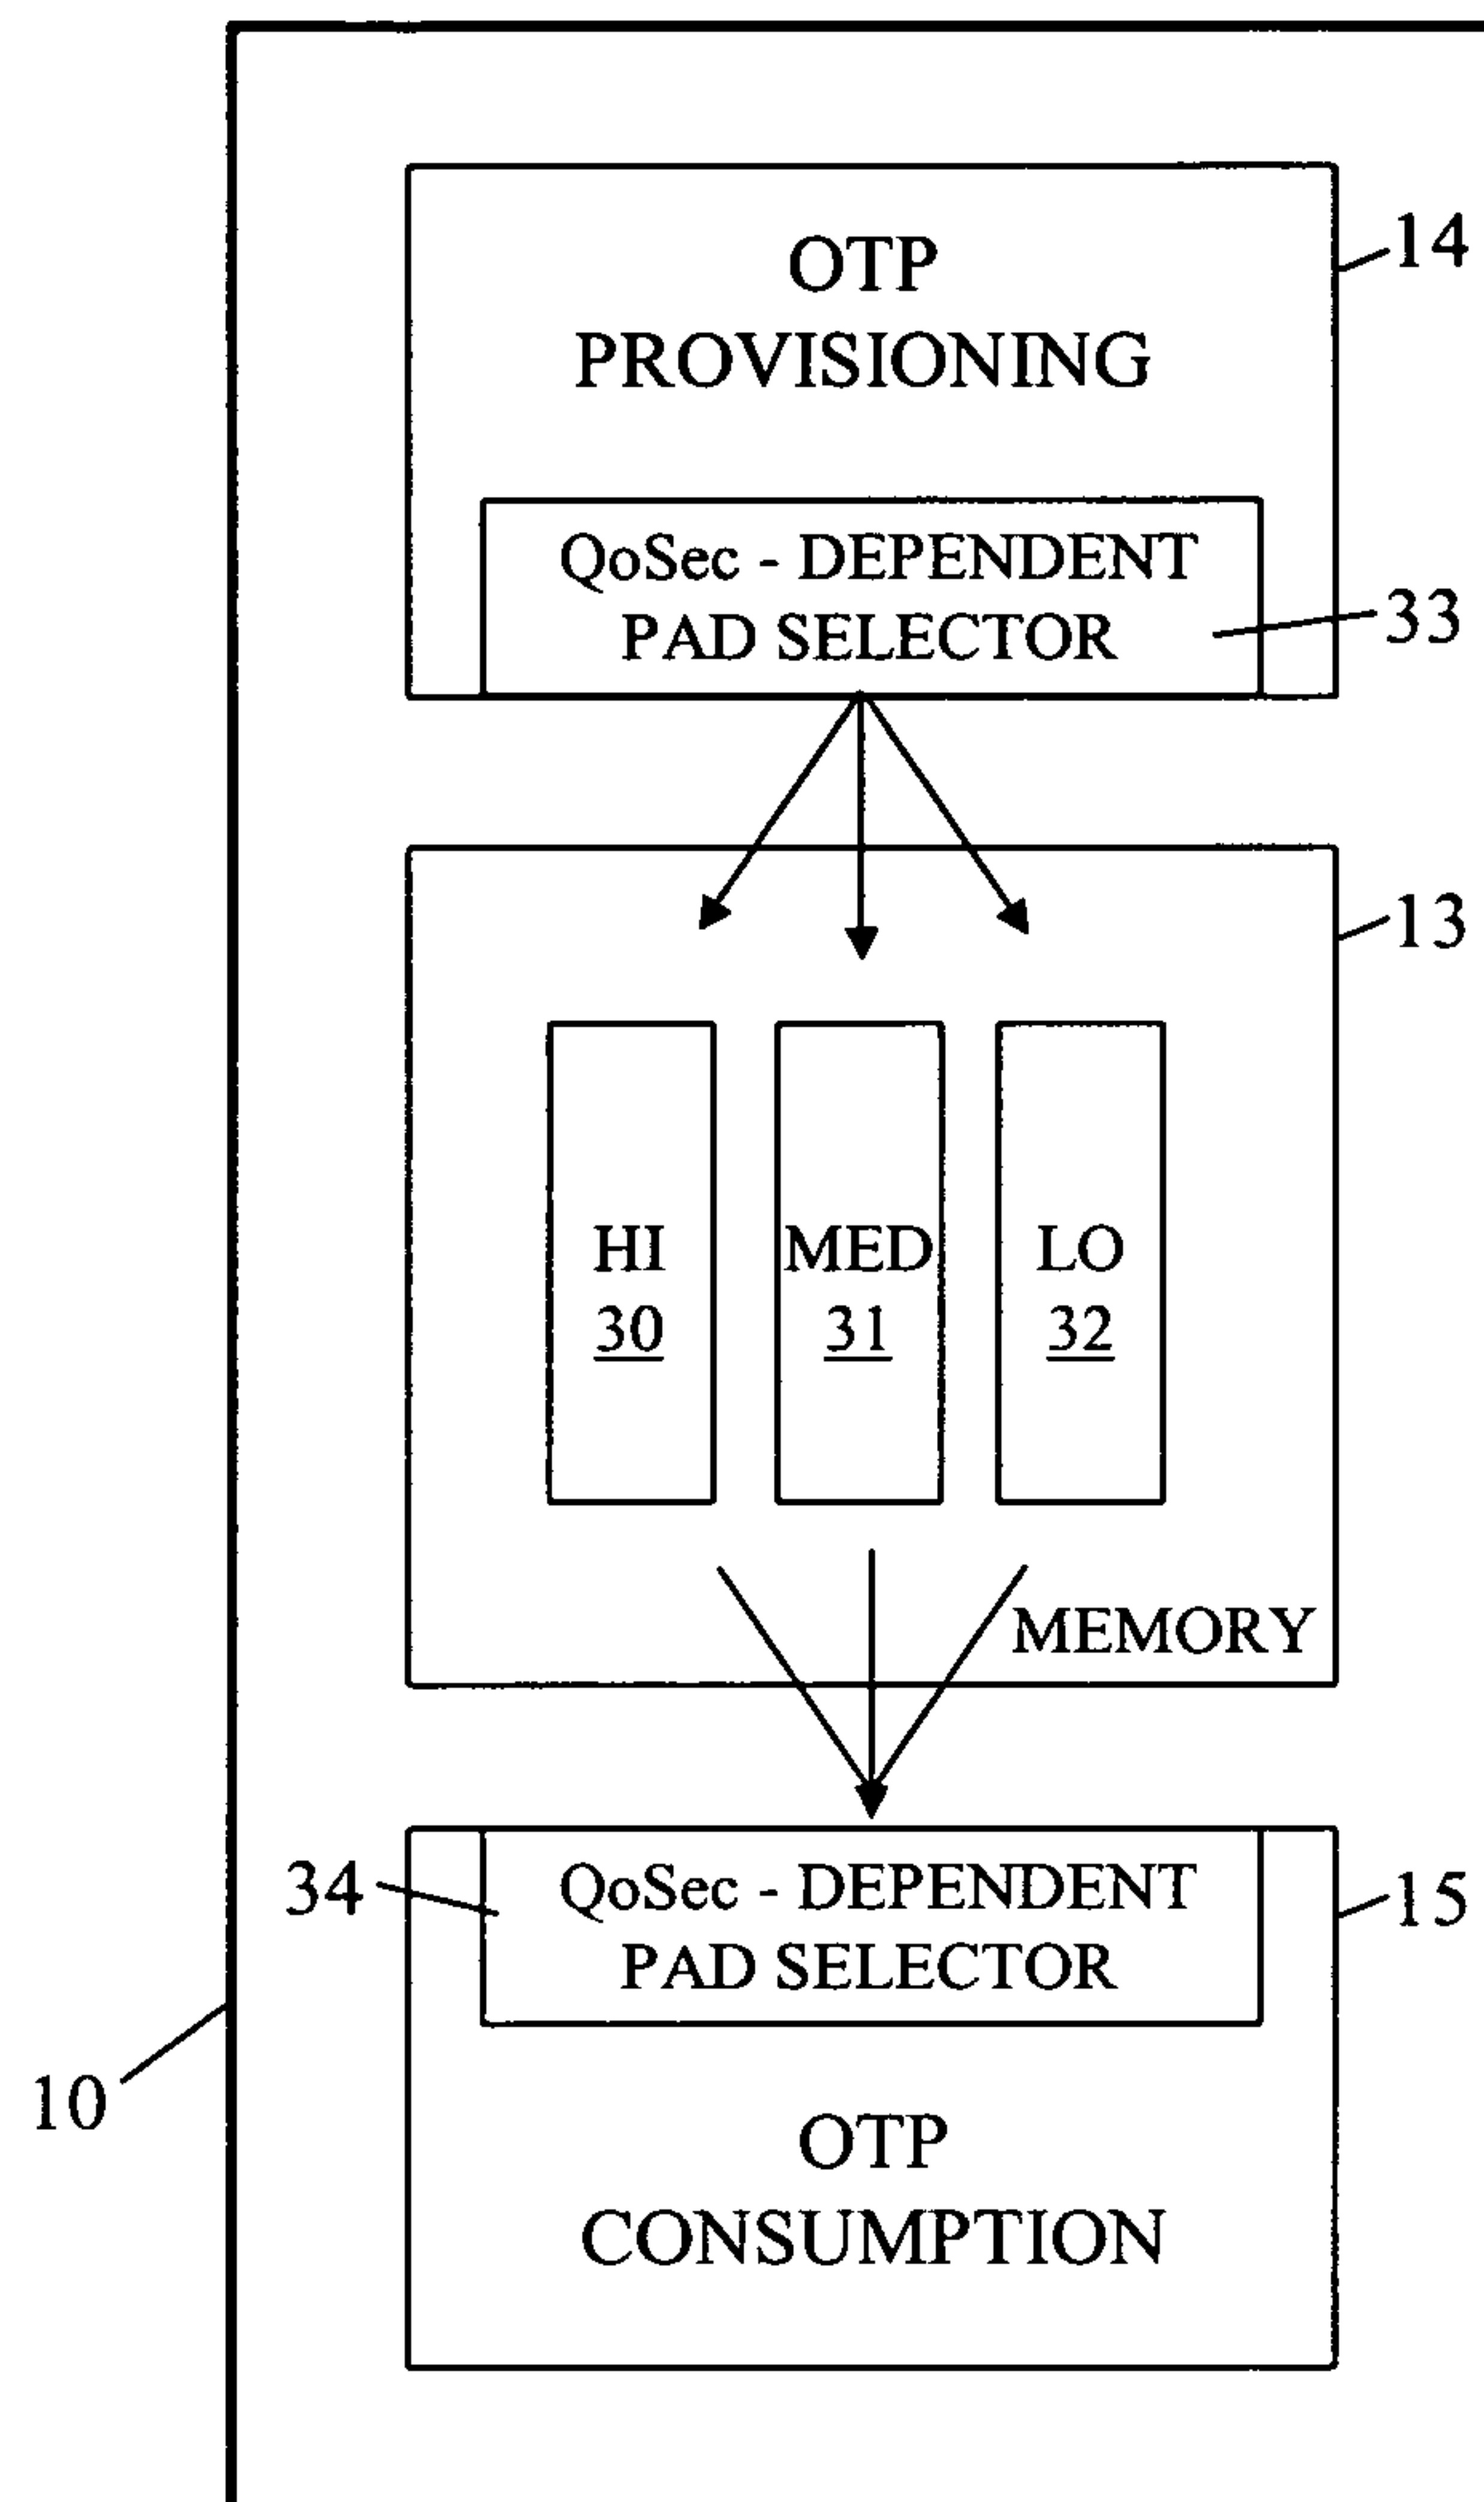 OTP
PROVISIONING
14
QoSec - DEPENDENT
PAD SELECTOR
33
13
HI
30
MED
31
LO
32
MEMORY
34
QoSec - DEPENDENT
PAD SELECTOR
15
10
OTP
CONSUMPTION